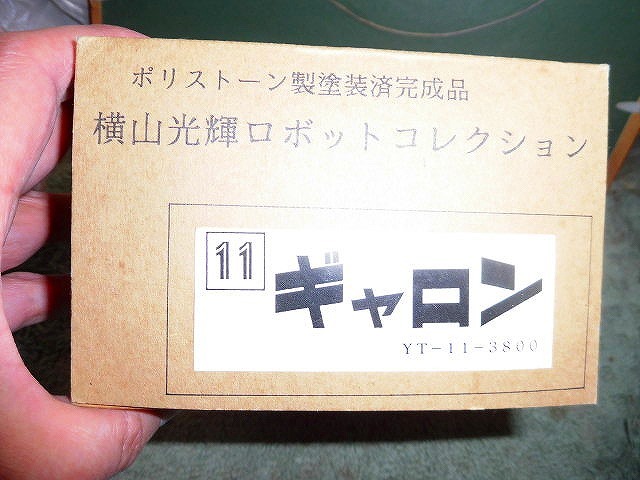 ポリストーン製塗装済完成品
横山光輝ロボットコレクション
11
ギャロン
YT-11-3800